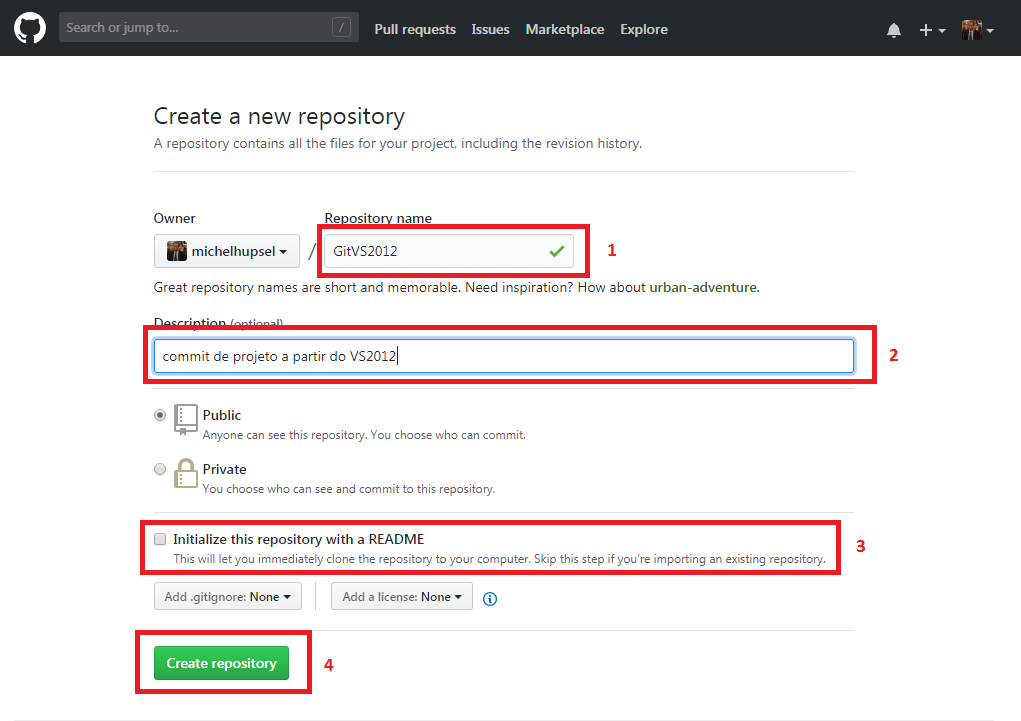 Search or jump to... /
Pull requests Issues Marketplace Explore
Create a new repository
A repository contains all the files for your project, including the revision history.
Owner Repository name
michelhupsel / GitVS2012 1
Great repository names are short and memorable. Need inspiration? How about urban-adventure.
Description (optional)
commit de projeto a partir do VS2012 2
Public
Anyone can see this repository. You choose who can commit.
Private
You choose who can see and commit to this repository.
Initialize this repository with a README 3
This will let you immediately clone the repository to your computer. Skip this step if you’re importing an existing repository.
Add .gitignore: None Add a license: None
Create repository 4